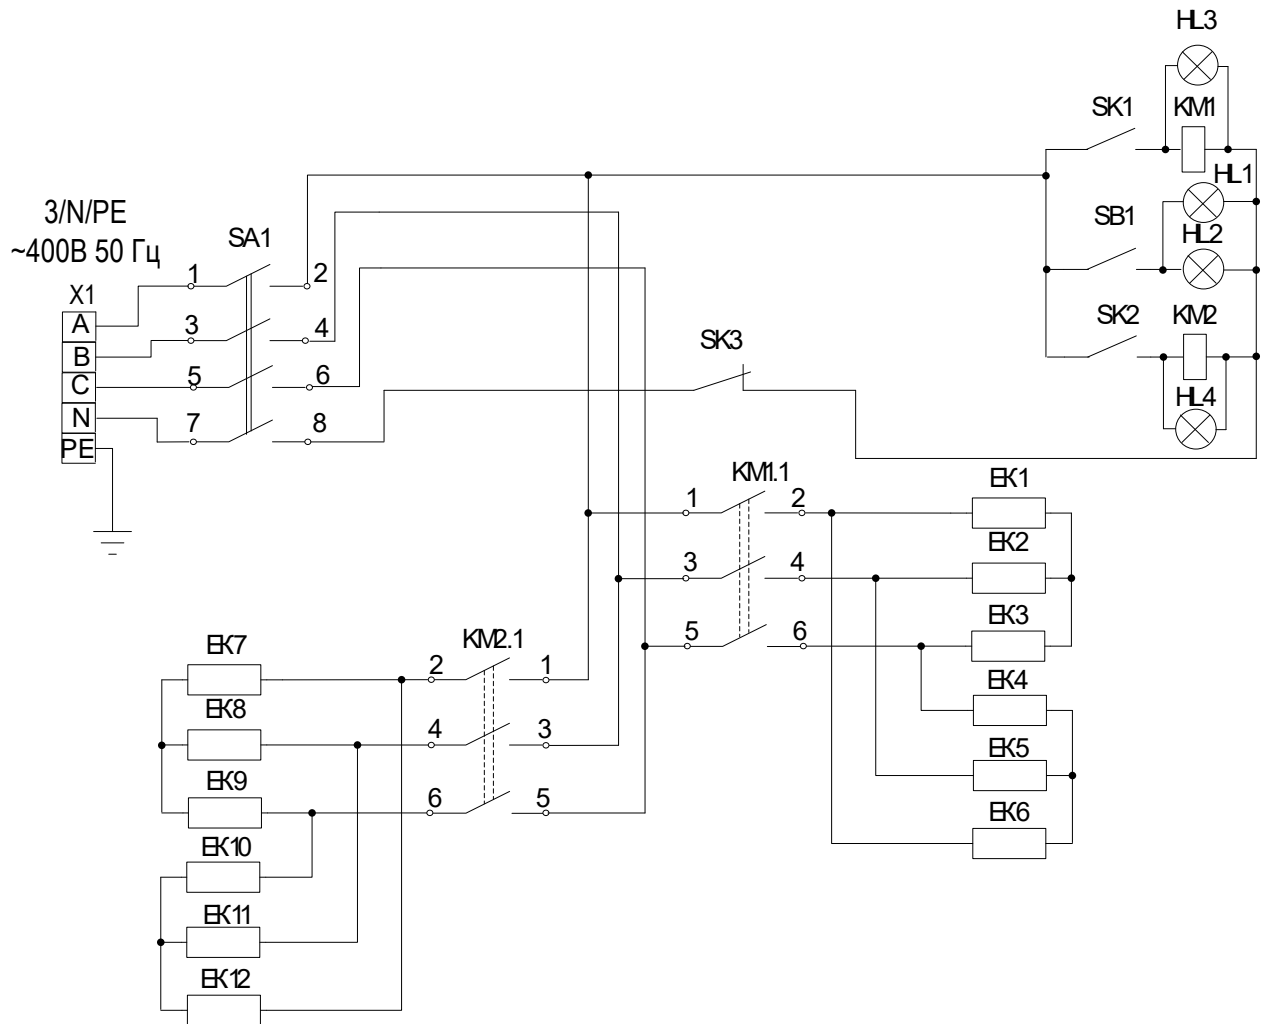 HL3
SK1
KM1
HL1
3/N/PE
SB1
~400В 50 Гц
SA1
HL2
1
2
X1
A
3
4
SK2
KM2
B
SK3
C
5
6
HL4
N
7
8
PE
KM1.1
EK1
1
2
EK2
3
4
EK3
5
6
EK7
KM2.1
2
1
EK4
EK8
4
3
EK5
EK9
6
5
EK6
EK10
EK11
EK12